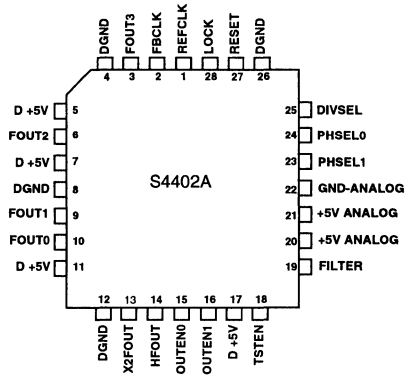 DGND
FOUT3
FBCLK
REFCLK
LOCK
RESET
DGND
4 3 2 1 28 27 26
D +5V 5
FOUT2 6
D +5V 7
DGND 8
FOUT1 9
FOUT0 10
D +5V 11
S4402A
25 DIVSEL
24 PHSEL0
23 PHSEL1
22 GND-ANALOG
21 +5V ANALOG
20 +5V ANALOG
19 FILTER
12 13 14 15 16 17 18
DGND
X2FOUT
HFOUT
OUTEN0
OUTEN1
D +5V
TSTEN